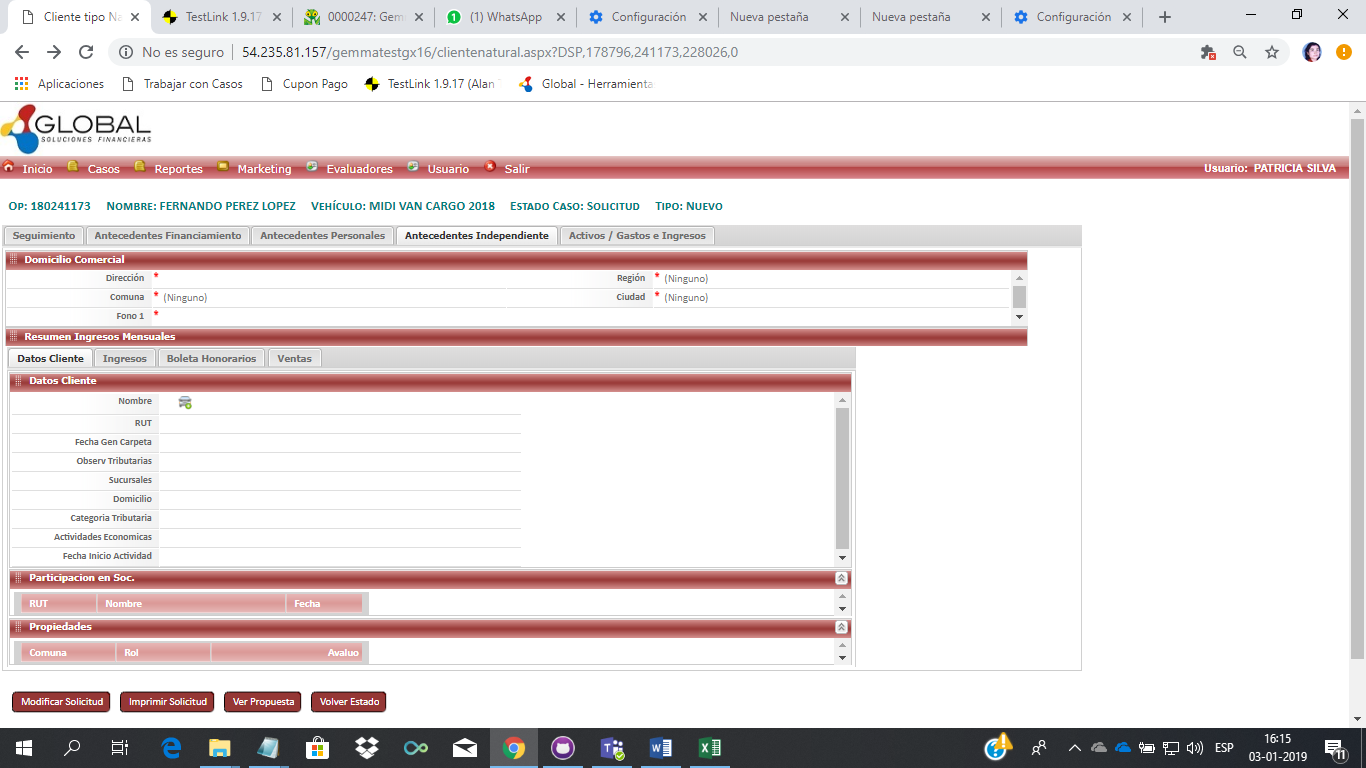 Cliente tipo Na
TestLink 1.9.17
0000247: Gem
(1) WhatsApp
Configuración
Nueva pestaña
Nueva pestaña
Configuración
No es seguro
54.235.81.157/gemmatestgx16/clientenatural.aspx?DSP,178796,241173,228026,0
Aplicaciones
Trabajar con Casos
Cupon Pago
TestLink 1.9.17 (Alan
Global - Herramienta
GLOBAL
SOLUCIONES FINANCIERAS
Inicio
Casos
Reportes
Marketing
Evaluadores
Usuario
Salir
Usuario: PATRICIA SILVA
OP: 180241173
NOMBRE: FERNANDO PEREZ LOPEZ
VEHÍCULO: MIDI VAN CARGO 2018
ESTADO CASO: SOLICITUD
TIPO: NUEVO
Seguimiento
Antecedentes Financiamiento
Antecedentes Personales
Antecedentes Independiente
Activos / Gastos e Ingresos
Domicilio Comercial
Dirección *
Región * (Ninguno)
Comuna * (Ninguno)
Ciudad * (Ninguno)
Fono 1 *
Resumen Ingresos Mensuales
Datos Cliente
Ingresos
Boleta Honorarios
Ventas
Datos Cliente
Nombre
RUT
Fecha Gen Carpeta
Observ Tributarias
Sucursales
Domicilio
Categoria Tributaria
Actividades Economicas
Fecha Inicio Actividad
Participacion en Soc.
RUT
Nombre
Fecha
Propiedades
Comuna
Rol
Avaluo
Modificar Solicitud
Imprimir Solicitud
Ver Propuesta
Volver Estado
ESP
16:15
03-01-2019
11